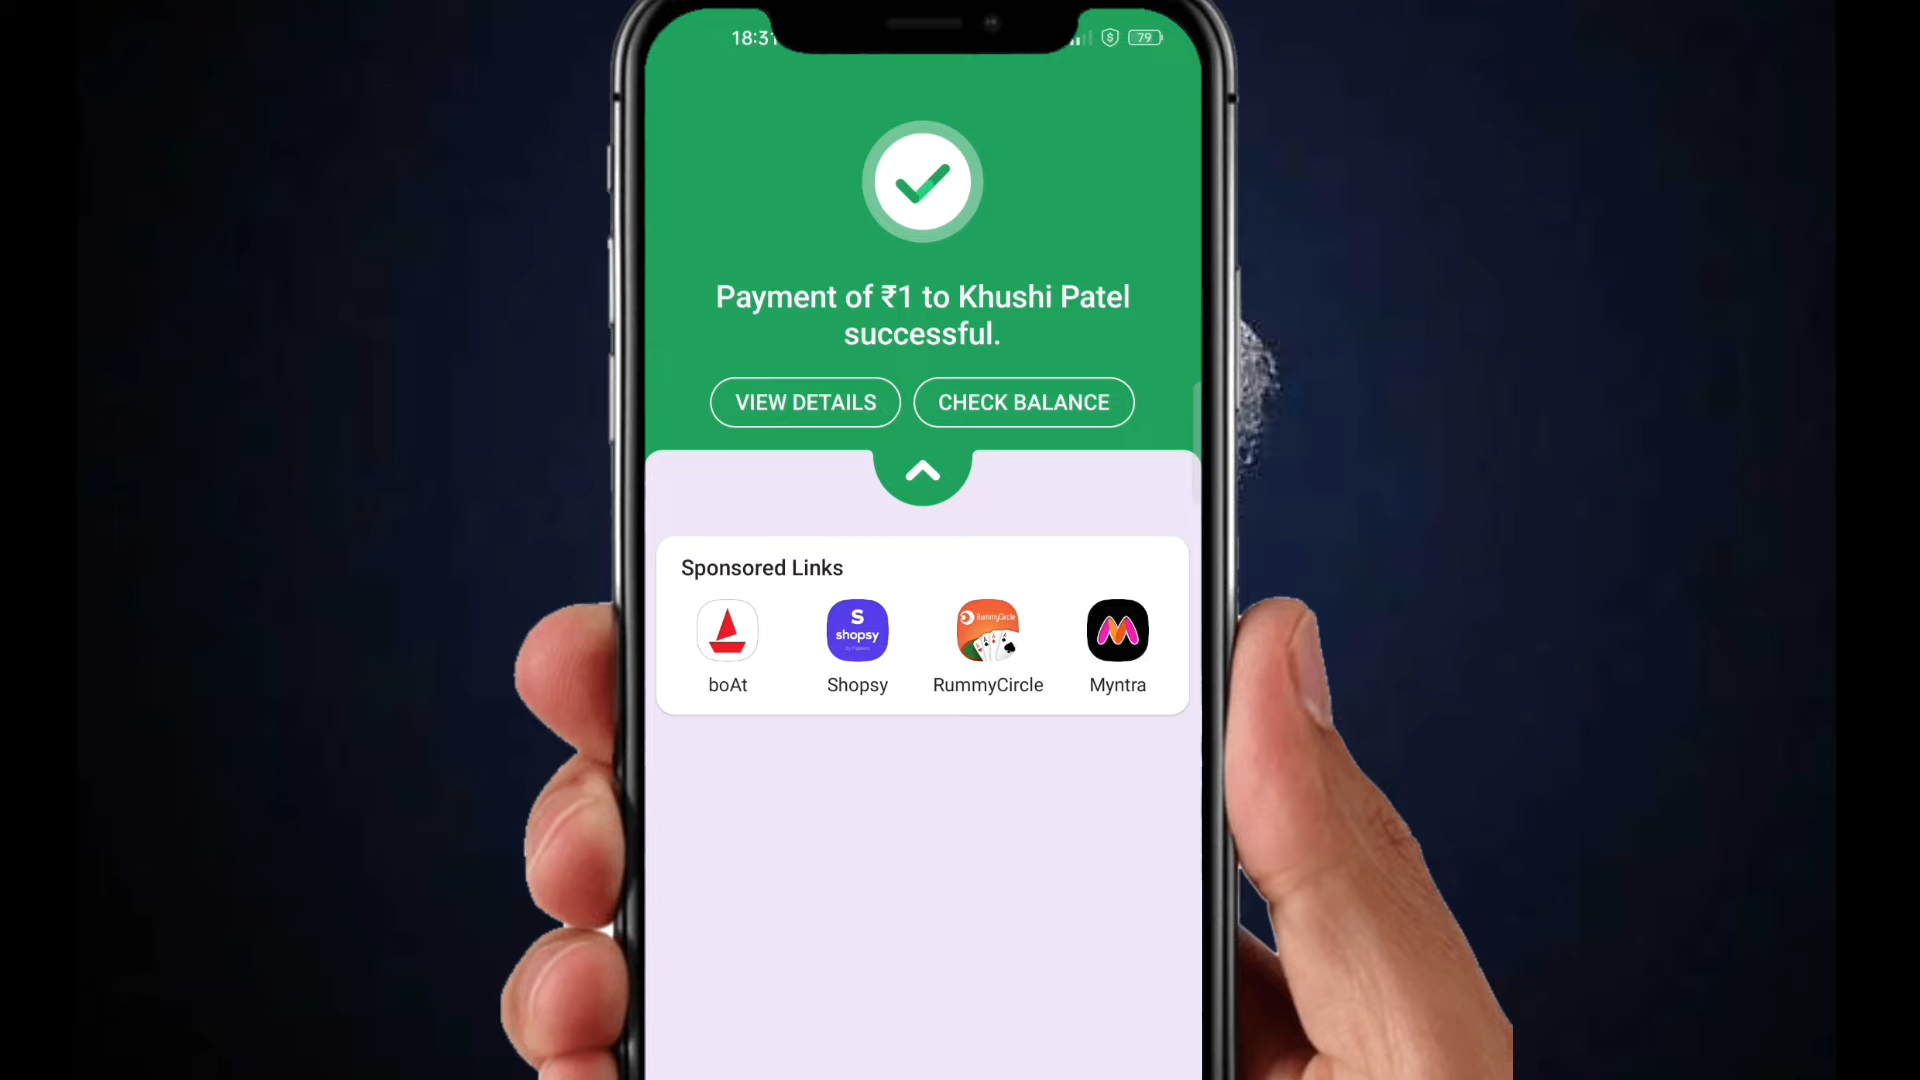 18:31
79
Payment of ₹1 to Khushi Patel
successful.
VIEW DETAILS CHECK BALANCE
Sponsored Links
S
shopsy
RummyCircle
boAt Shopsy RummyCircle Myntra